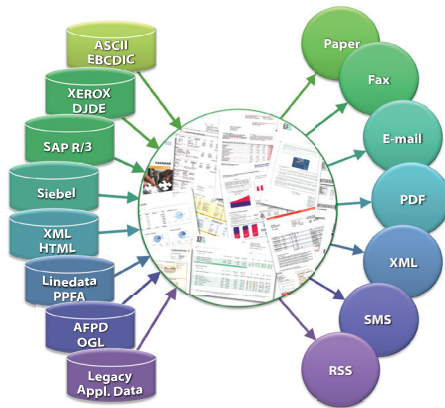 ASCII
EBCDIC
XEROX
DJDE
SAP R/3
Siebel
XML
HTML
Linedata
PPFA
AFPD
OGL
Legacy
Appl. Data
Paper
Fax
E-mail
PDF
XML
SMS
RSS